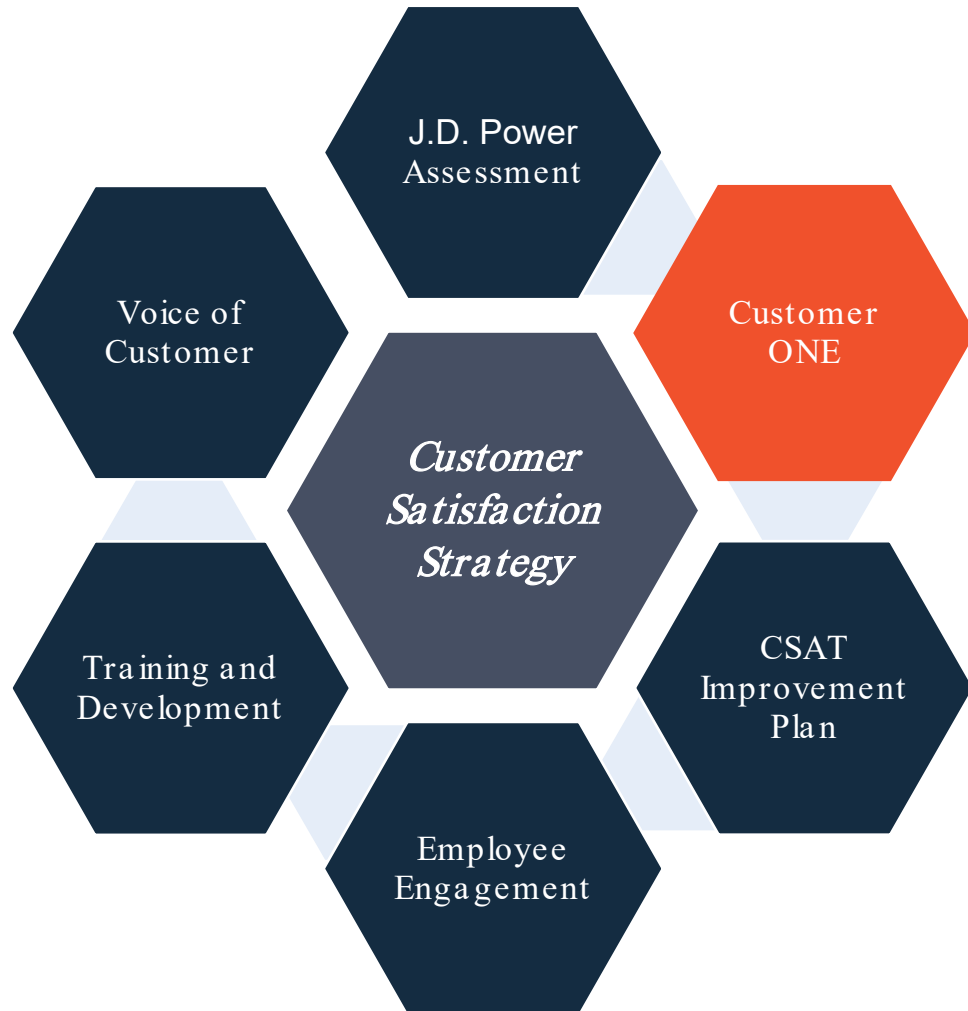 J.D. Power
Assessment
Customer
ONE
CSAT
Improvement
Plan
Employee
Engagement
Training and
Development
Voice of
Customer
Customer
Satisfaction
Strategy